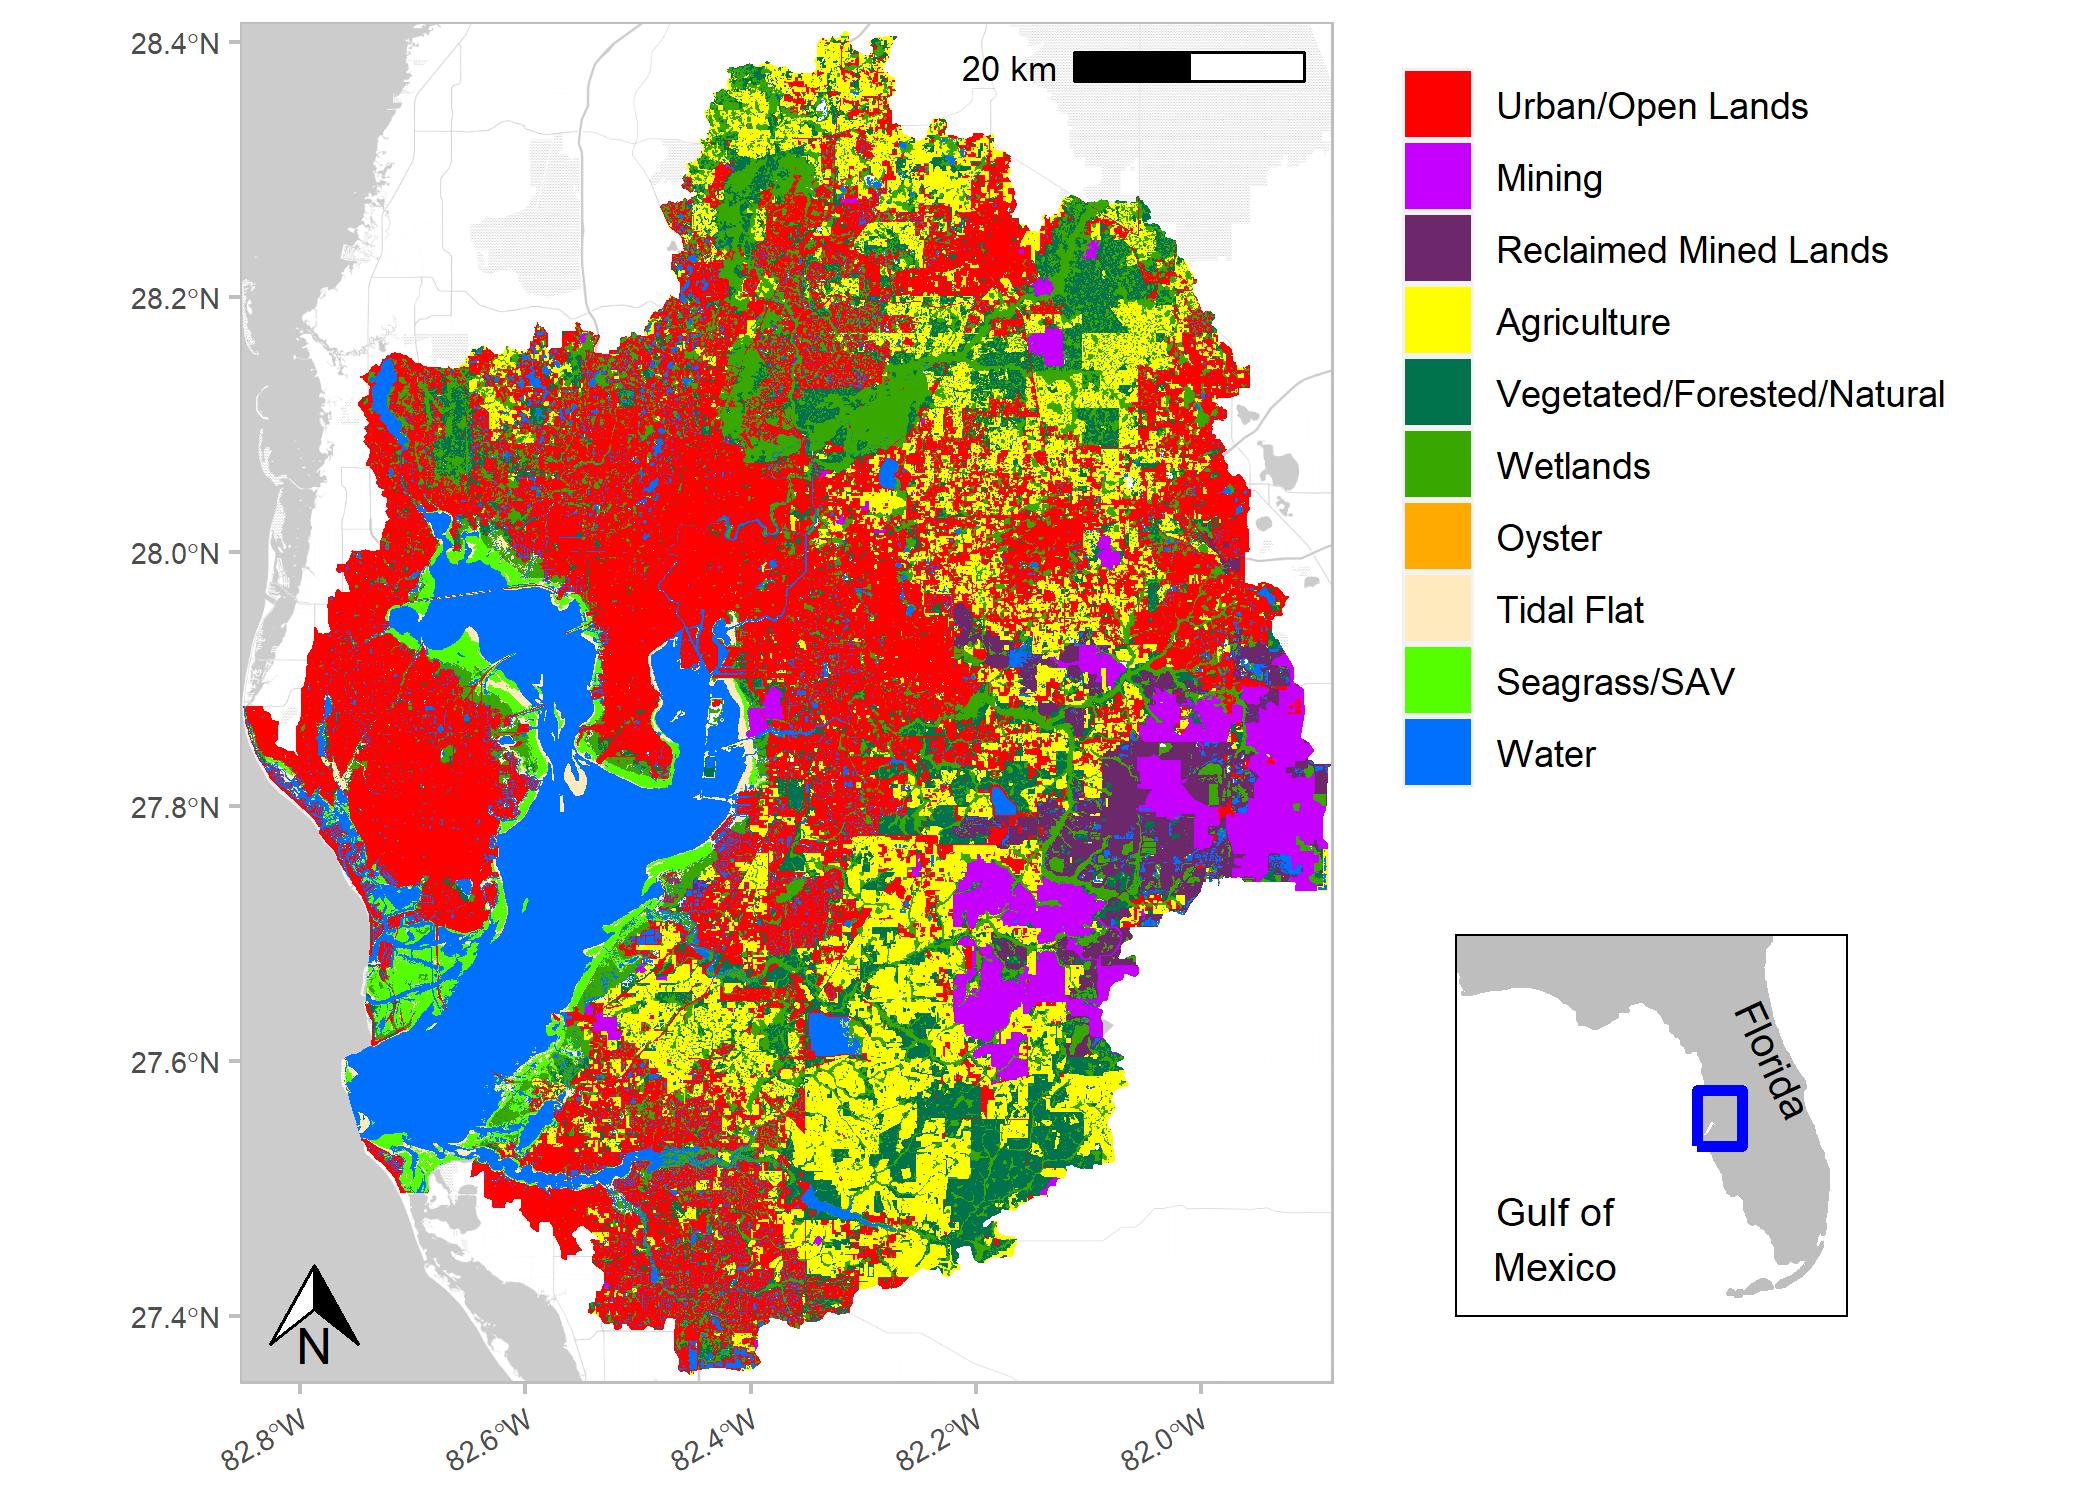 28.4°N
28.2°N
28.0°N
27.8°N
27.6°N
27.4°N
82.8°W
82.6°W
82.4°W
82.2°W
82.0°W
20 km
N
Urban/Open Lands
Mining
Reclaimed Mined Lands
Agriculture
Vegetated/Forested/Natural
Wetlands
Oyster
Tidal Flat
Seagrass/SAV
Water
Florida
Gulf of
Mexico